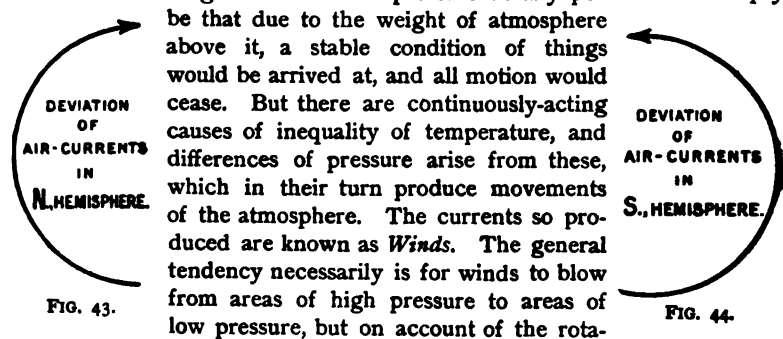 be that due to the weight of atmosphere
above it, a stable condition of things
would be arrived at, and all motion would
cease. But there are continuously-acting
causes of inequality of temperature, and
differences of pressure arise from these,
which in their turn produce movements
of the atmosphere. The currents so pro-
duced are known as Winds. The general
tendency necessarily is for winds to blow
from areas of high pressure to areas of
low pressure, but on account of the rota-
DEVIATION
OF
AIR-CURRENTS
IN
N., HEMISPHERE.
FIG. 43.
DEVIATION
OF
AIR-CURRENTS
IN
S., HEMISPHERE.
FIG. 44.